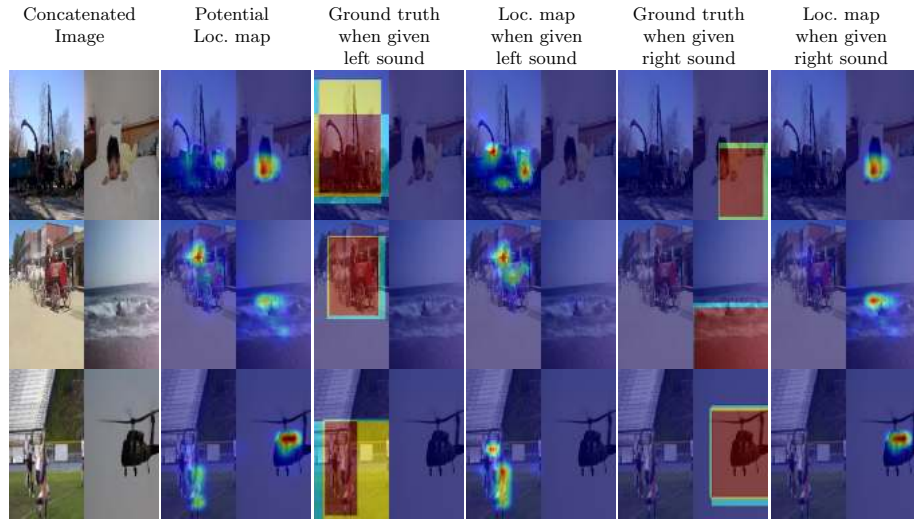 Concatenated
Image
Potential
Loc. map
Ground truth
when given
left sound
Loc. map
when given
left sound
Ground truth
when given
right sound
Loc. map
when given
right sound